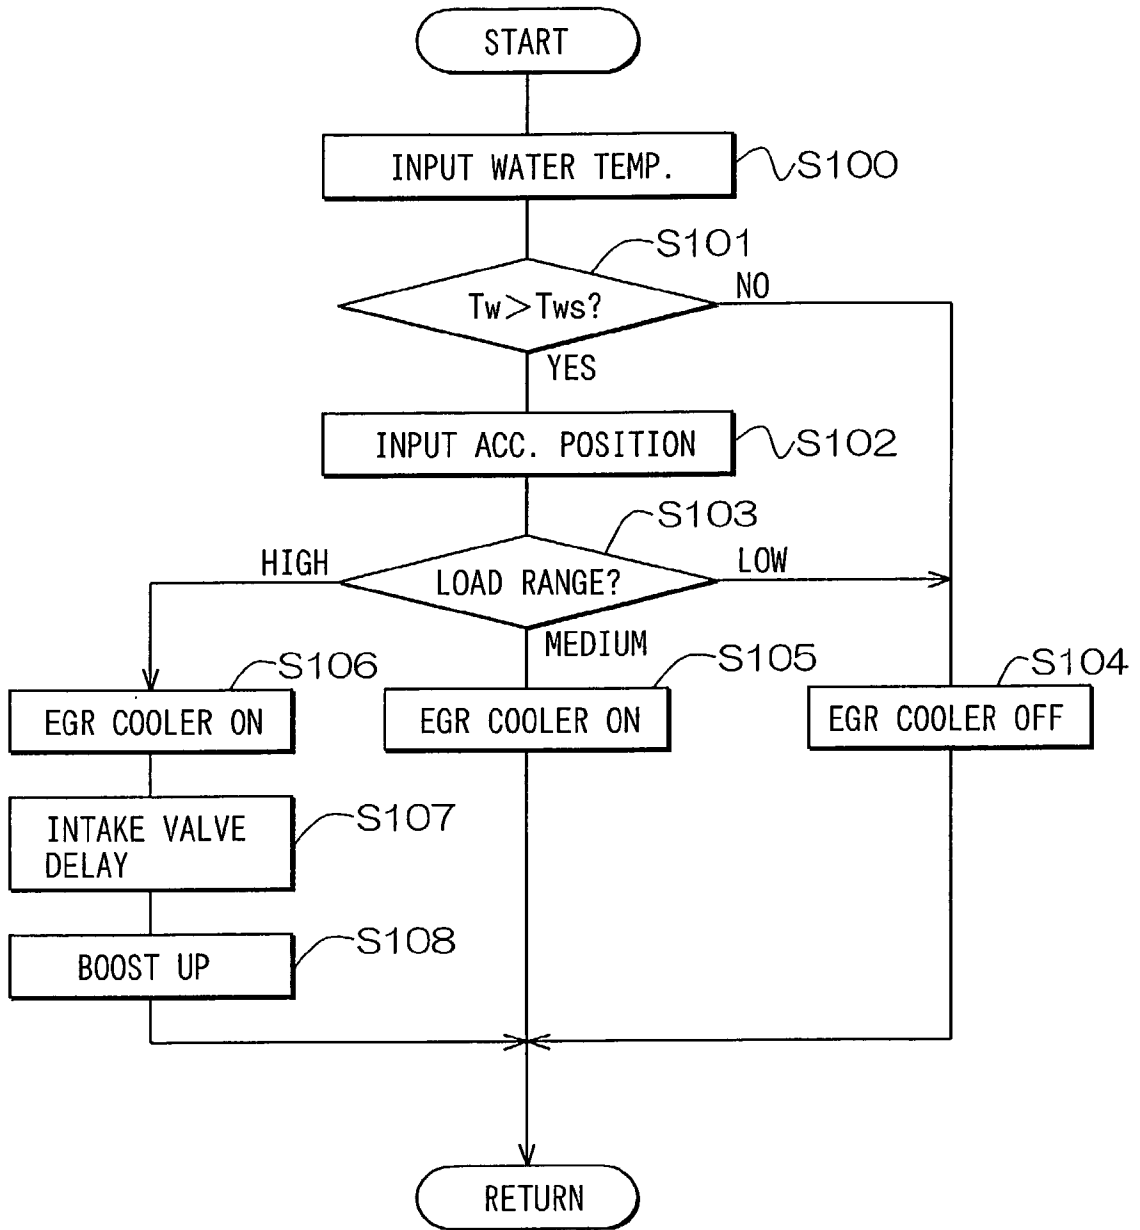 START
INPUT WATER TEMP.
S100
S101
Tw>Tws?
NO
YES
INPUT ACC. POSITION
S102
S103
HIGH
LOAD RANGE?
LOW
MEDIUM
S106
S105
S104
EGR COOLER ON
EGR COOLER ON
EGR COOLER OFF
INTAKE VALVE
DELAY
S107
BOOST UP
S108
RETURN